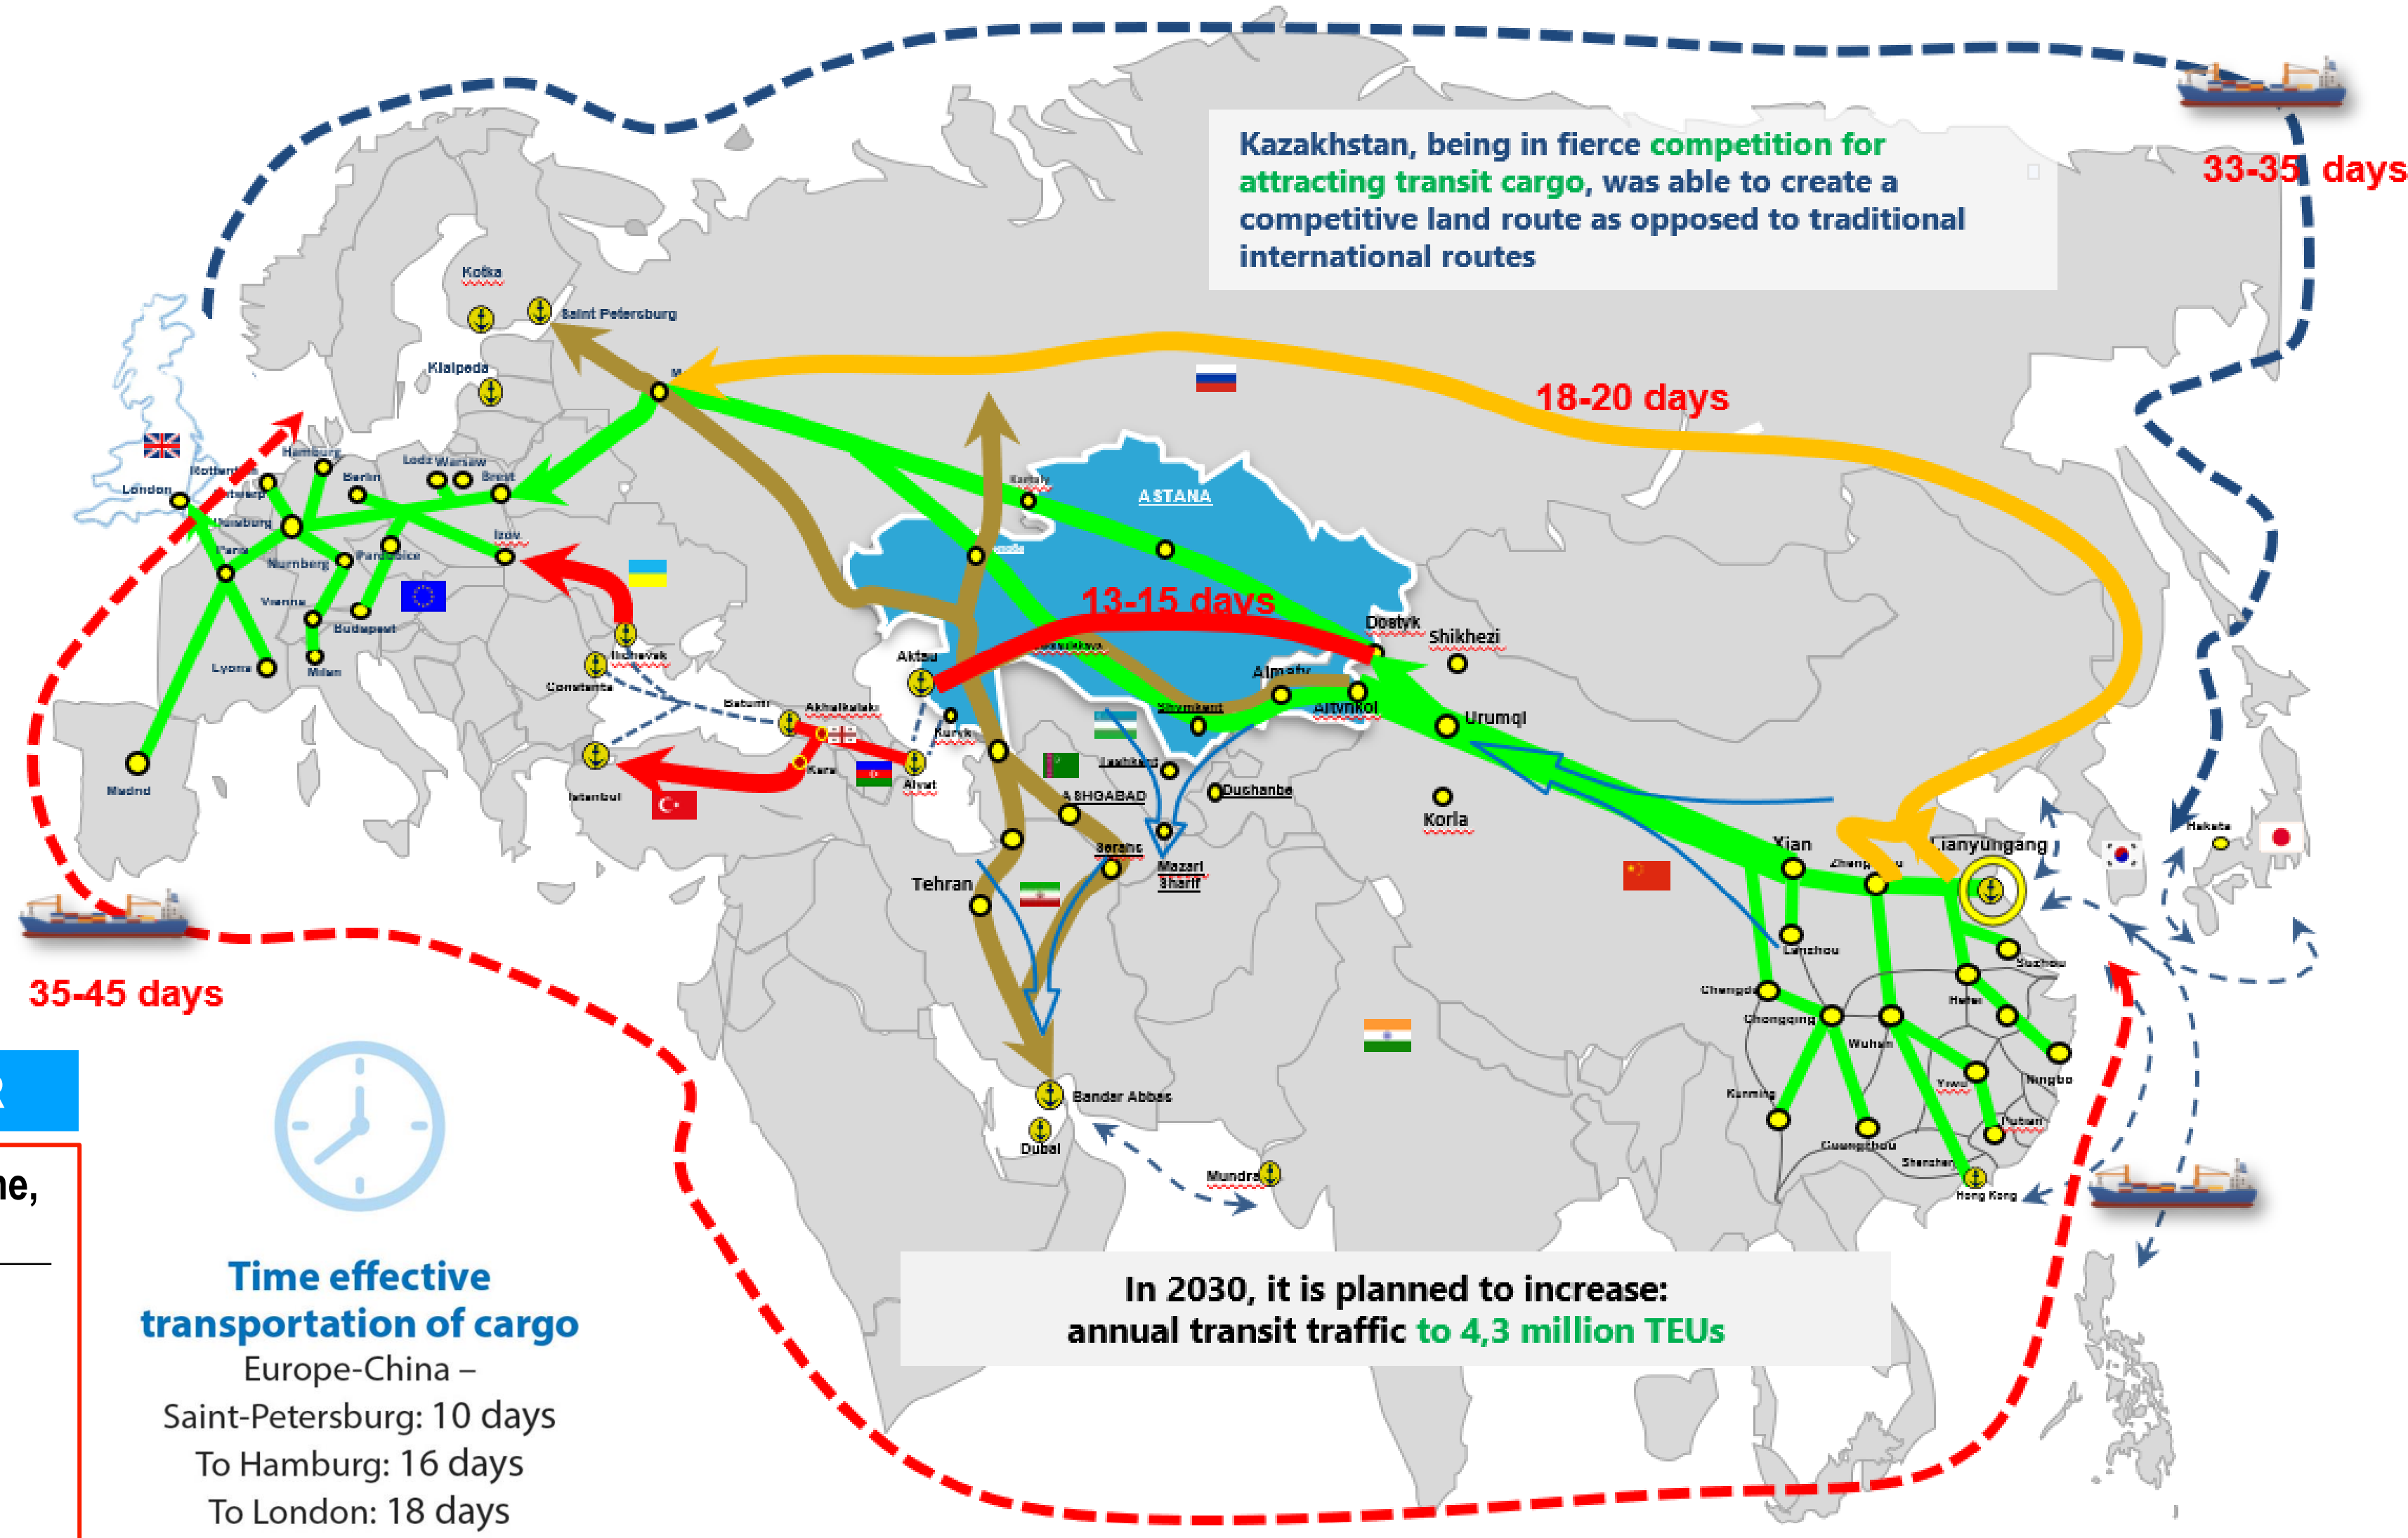 33-35 days
Kazakhstan, being in fierce competition for
attracting transit cargo, was able to create a
competitive land route as opposed to traditional
international routes
Kotka
Saint Petersburg
Klaipeda
M
18-20 days
Hamburg
Lodz Warsaw
Brest
Berlin
London
Duisburg
Paris
Nurnberg
Pardubice
Izov
Vienna
Budapest
Lyons
Milan
Madrid
Kartaly
ASTANA
13-15 days
Dostyk
Shikhezi
Aktau
Almaty
Altynkol
Urumqi
Shymkent
Ilichevsk
Constanta
Batumi
Akhalkalaki
Kuryk
Kars
Alyat
Istanbul
Tashkent
Dushanbe
ASHGABAD
Korla
Serahs
Mazari
Sharif
Tehran
Xian
Lianyungang
Hakata
Lanzhou
Suzhou
Chengdu
Hefei
Chongqing
Wuhan
Yiwu
Ningbo
Kunming
Putian
Guangzhou
Shenzhen
Hong Kong
Bandar Abbas
Dubai
Mundra
35-45 days
R
ne,
Time effective
transportation of cargo
Europe-China –
Saint-Petersburg: 10 days
To Hamburg: 16 days
To London: 18 days
In 2030, it is planned to increase:
annual transit traffic to 4,3 million TEUs